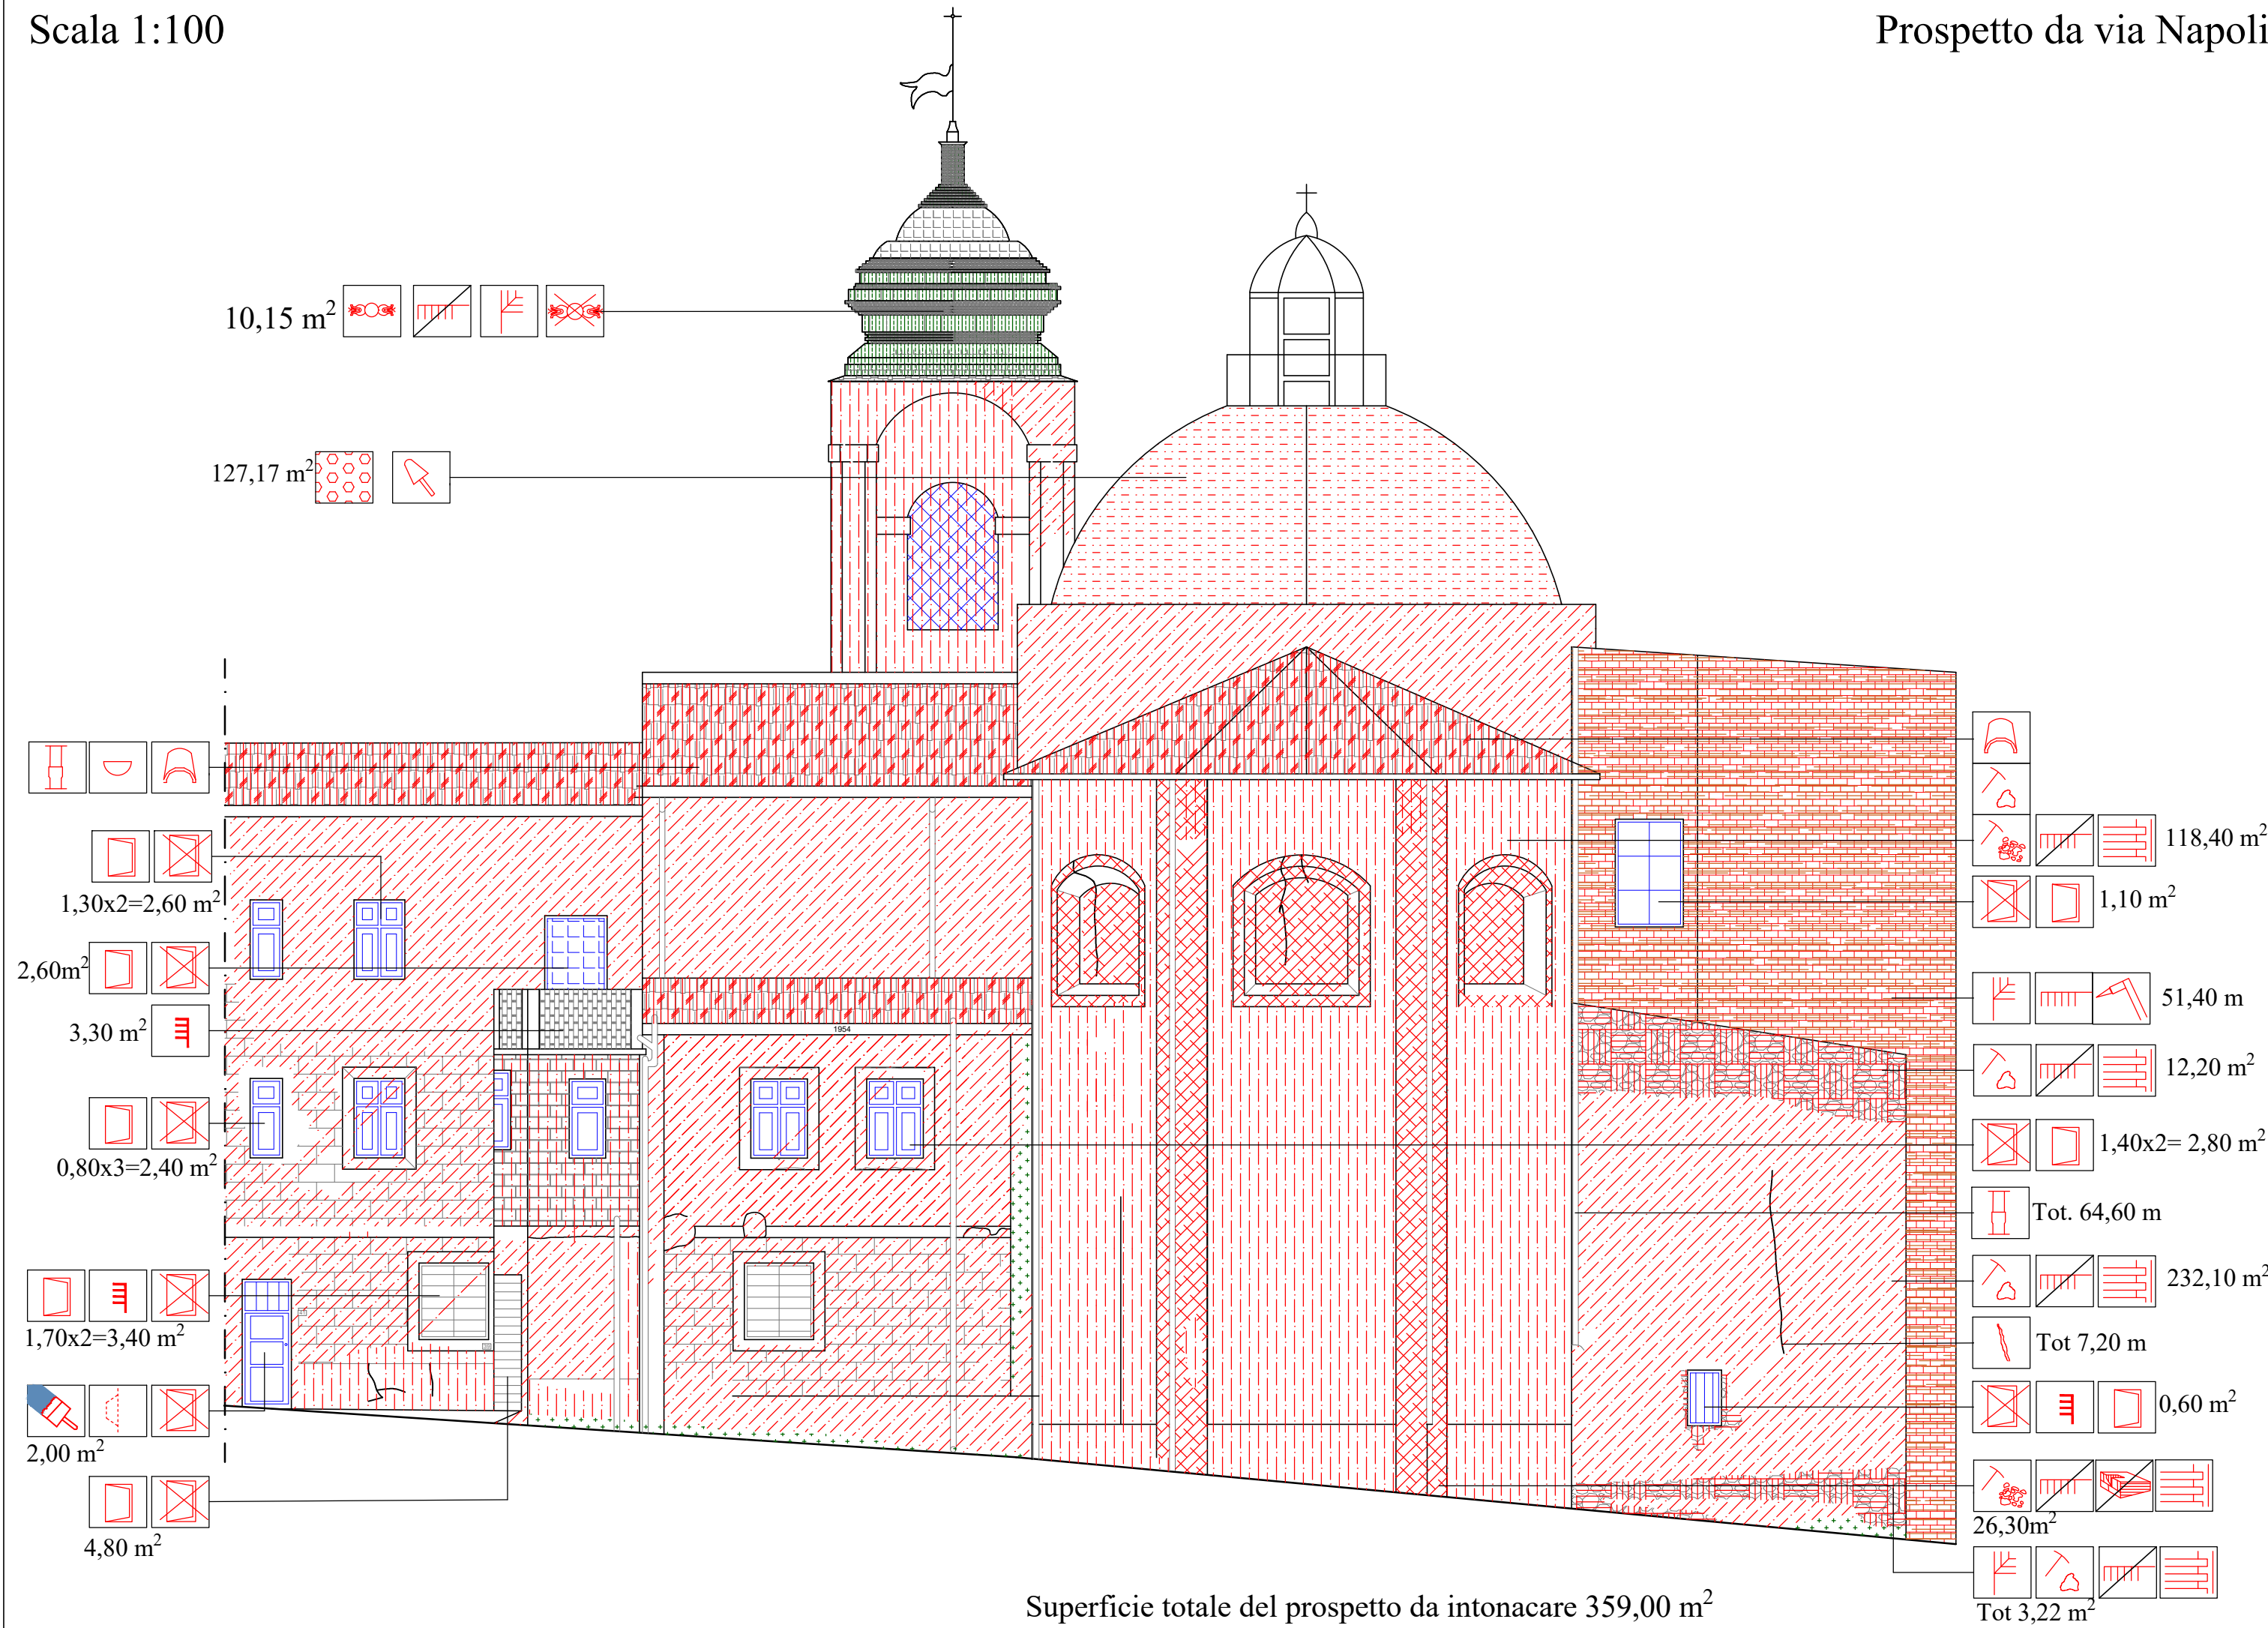 Scala 1:100
Prospetto da via Napoli
10,15 m²
127,17 m²
1,30x2=2,60 m²
2,60m²
3,30 m²
0,80x3=2,40 m²
1,70x2=3,40 m²
2,00 m²
4,80 m²
1954
118,40 m²
1,10 m²
51,40 m
12,20 m²
1,40x2= 2,80 m²
Tot. 64,60 m
232,10 m²
Tot 7,20 m
0,60 m²
26,30m²
Tot 3,22 m²
Superficie totale del prospetto da intonacare 359,00 m²